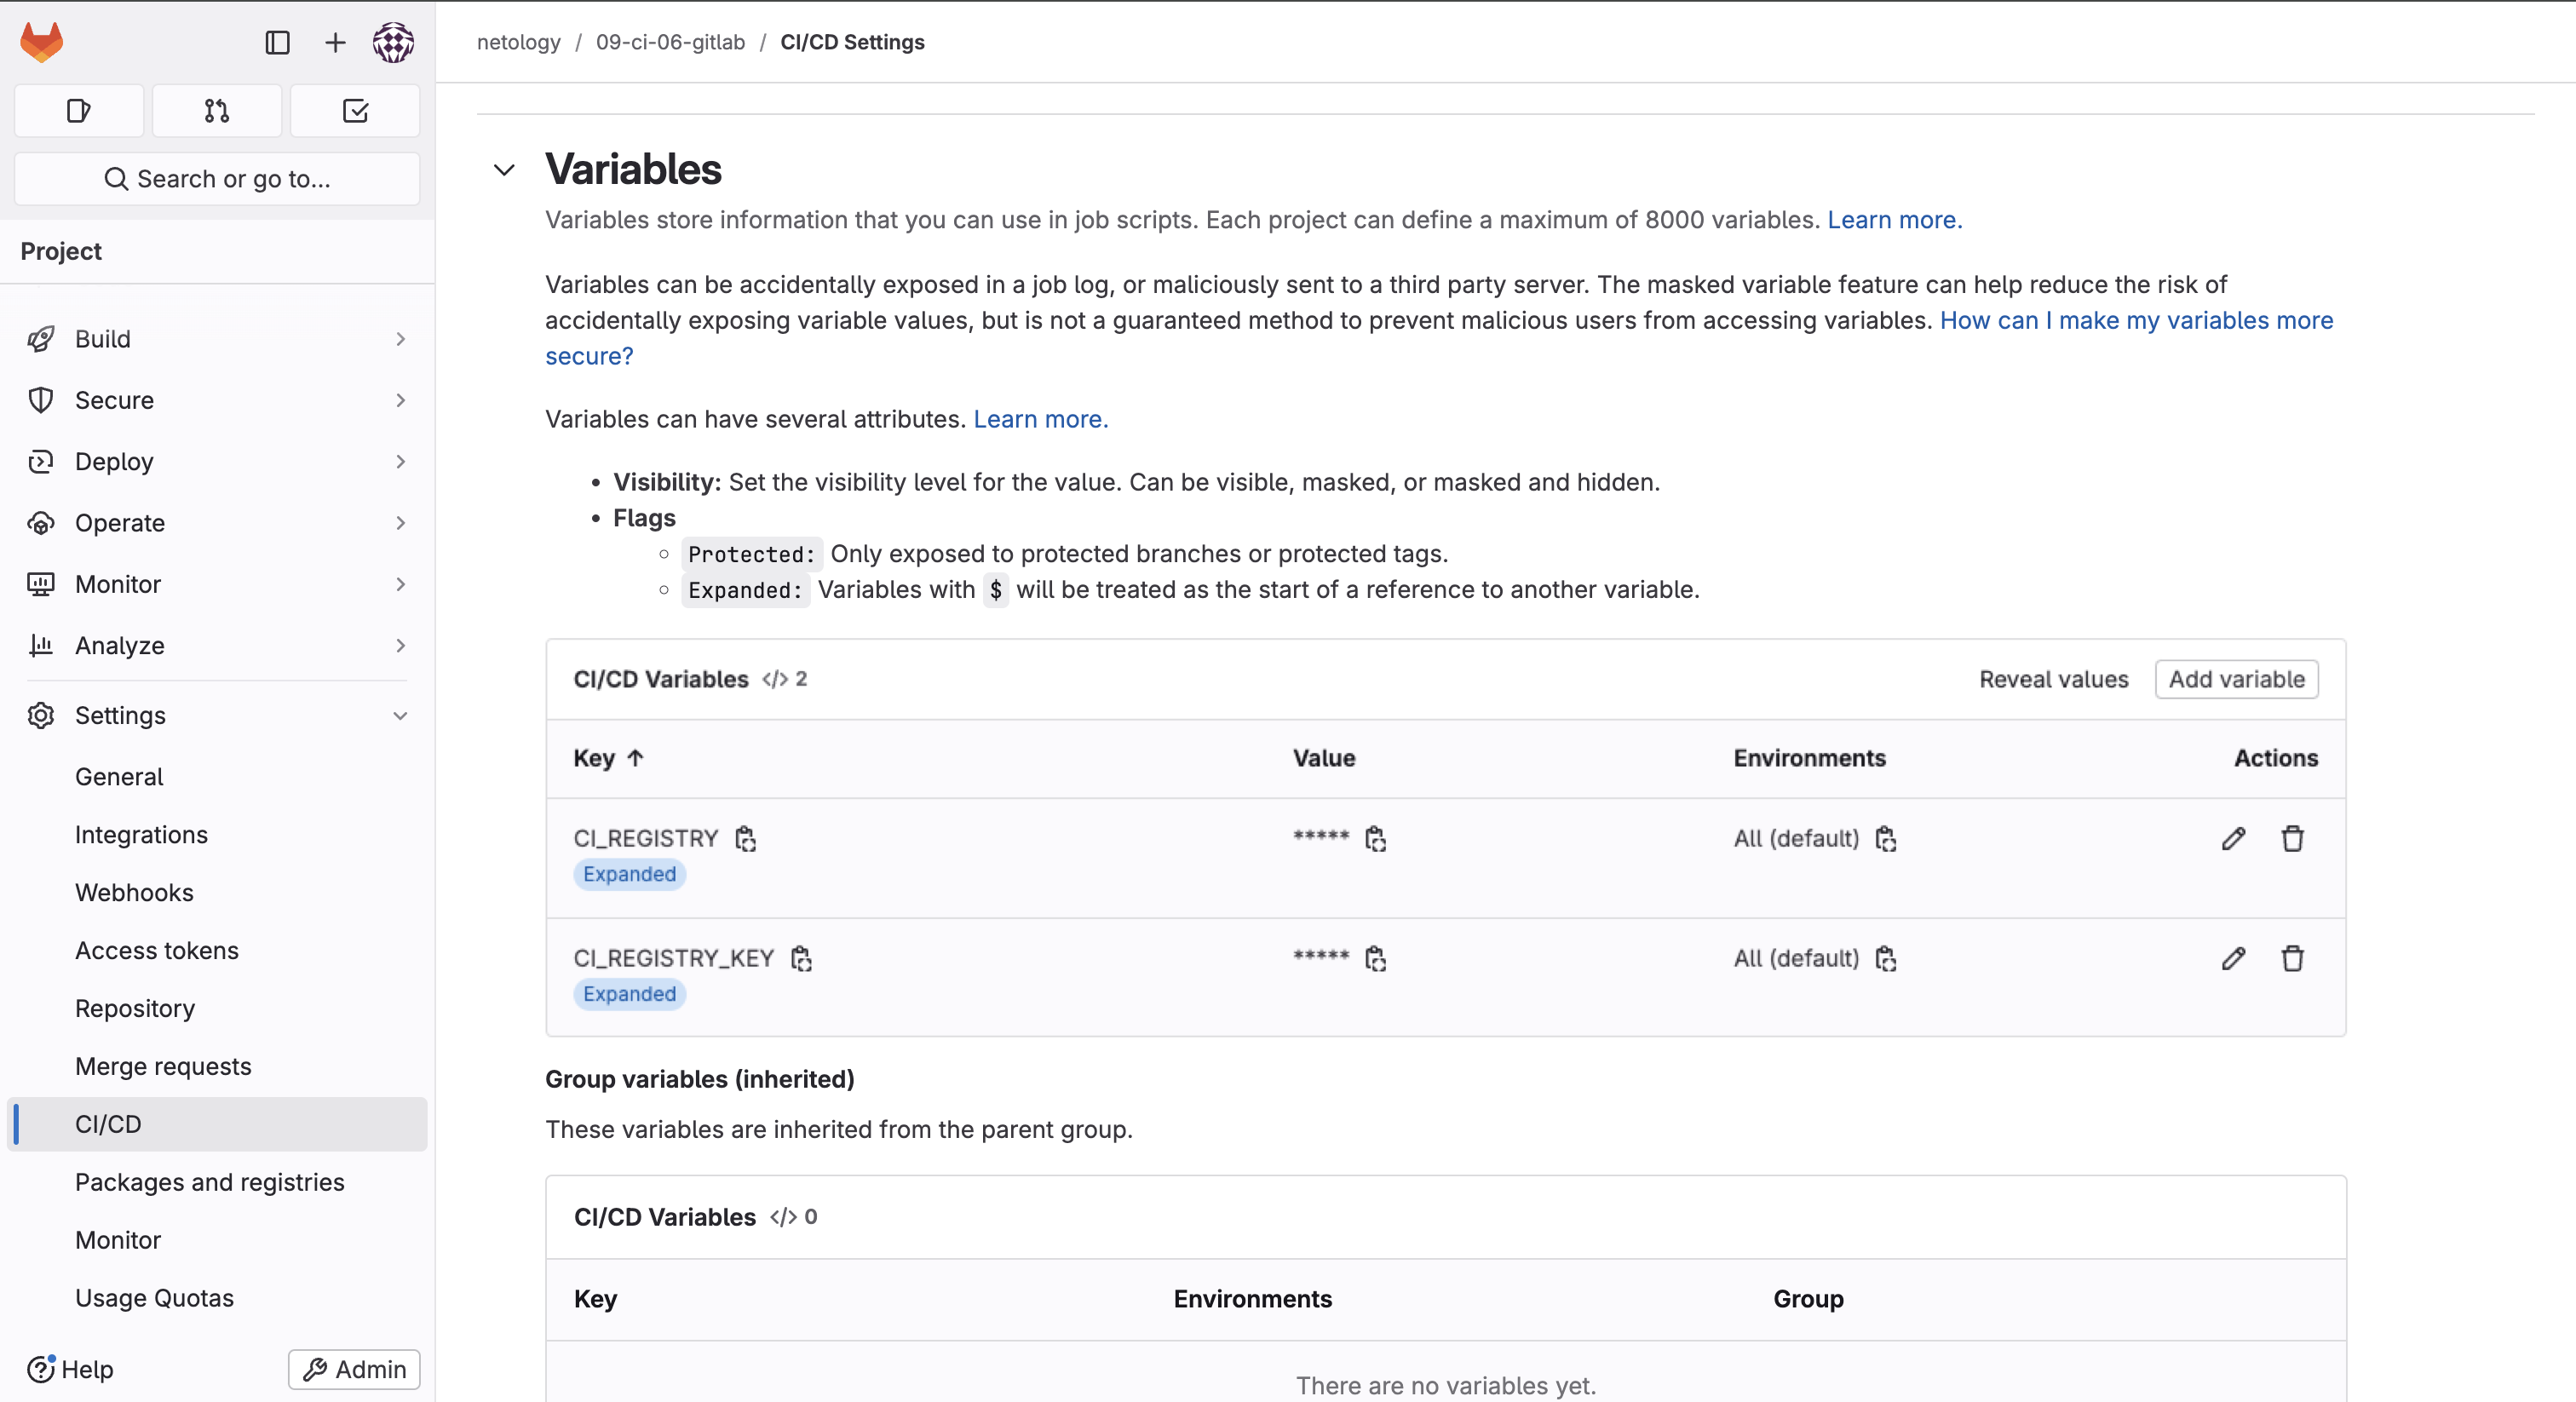 netology / 09-ci-06-gitlab / CI/CD Settings
Search or go to...
Project
Build
Secure
Deploy
Operate
Monitor
Analyze
Settings
General
Integrations
Webhooks
Access tokens
Repository
Merge requests
CI/CD
Packages and registries
Monitor
Usage Quotas
Help
Admin
Variables
Variables store information that you can use in job scripts. Each project can define a maximum of 8000 variables. Learn more.
Variables can be accidentally exposed in a job log, or maliciously sent to a third party server. The masked variable feature can help reduce the risk of
accidentally exposing variable values, but is not a guaranteed method to prevent malicious users from accessing variables. How can I make my variables more
secure?
Variables can have several attributes. Learn more.
• Visibility: Set the visibility level for the value. Can be visible, masked, or masked and hidden.
• Flags
◦ Protected: Only exposed to protected branches or protected tags.
◦ Expanded: Variables with $ will be treated as the start of a reference to another variable.
CI/CD Variables </> 2 Reveal values Add variable
Key ↑ Value Environments Actions
CI_REGISTRY ***** All (default)
Expanded
CI_REGISTRY_KEY ***** All (default)
Expanded
Group variables (inherited)
These variables are inherited from the parent group.
CI/CD Variables </> 0
Key Environments Group
There are no variables yet.